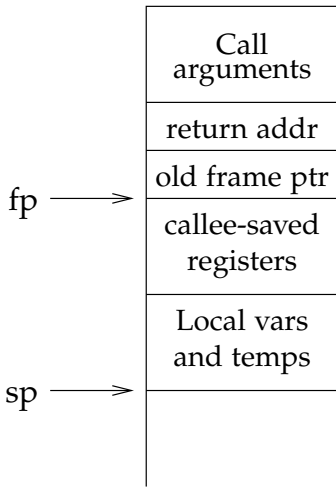 Call
arguments
return addr
old frame ptr
fp
callee-saved
registers
Local vars
and temps
sp